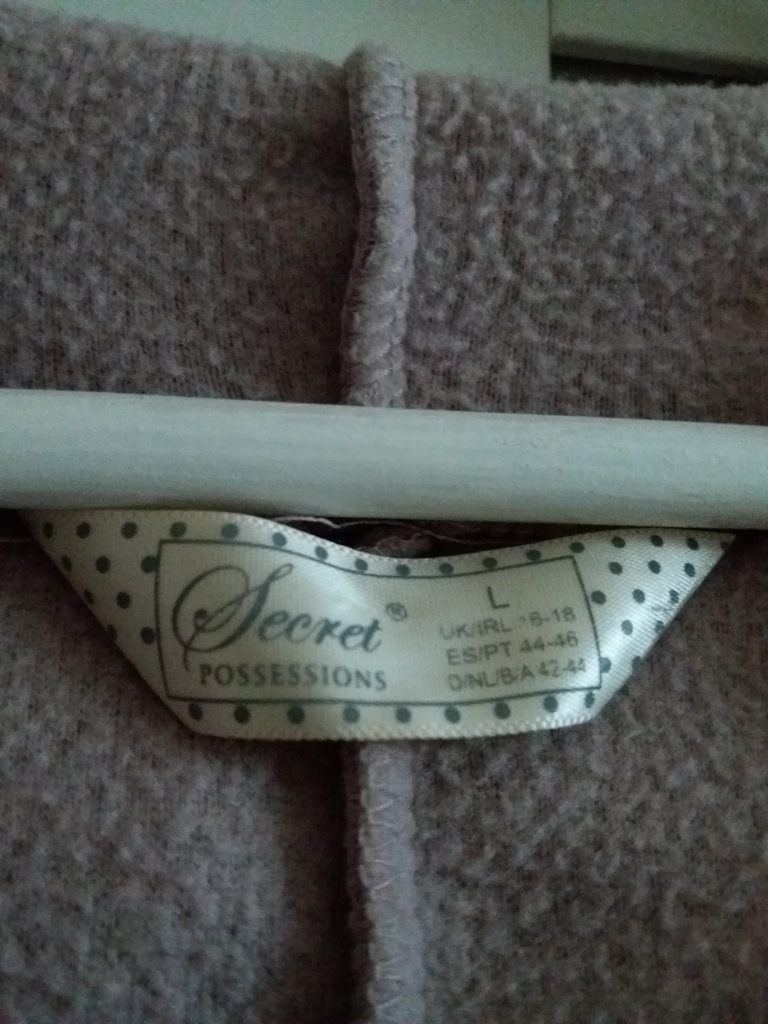 Secret®
POSSESSIONS
L
UK/IRL 16-18
ES/PT 44-46
D/NL/B/A 42-44